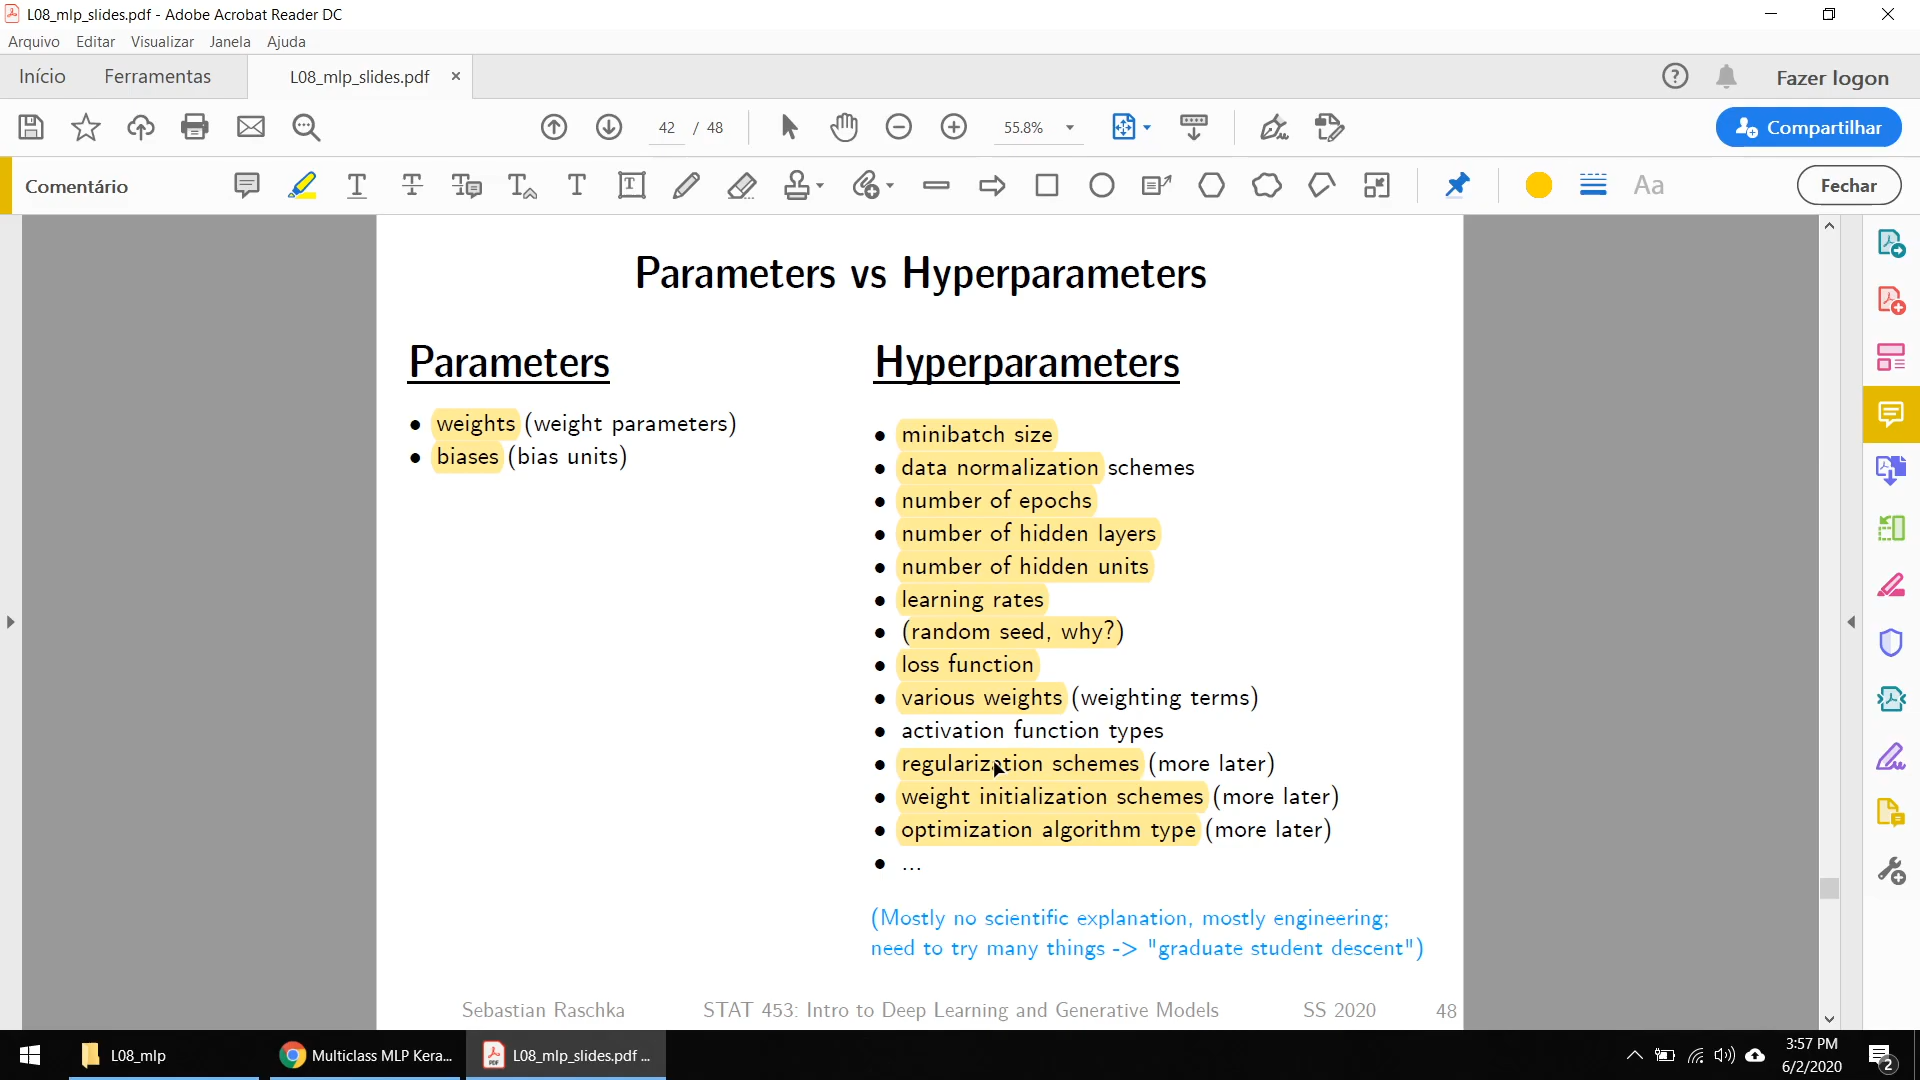 L08_mlp_slides.pdf - Adobe Acrobat Reader DC
Arquivo Editar Visualizar Janela Ajuda
Início Ferramentas L08_mlp_slides.pdf × Fazer logon
42 / 48 55.8% Compartilhar
Comentário Aa Fechar
Parameters vs Hyperparameters
Parameters
• weights (weight parameters)
• biases (bias units)
Hyperparameters
• minibatch size
• data normalization schemes
• number of epochs
• number of hidden layers
• number of hidden units
• learning rates
• (random seed, why?)
• loss function
• various weights (weighting terms)
• activation function types
• regularization schemes (more later)
• weight initialization schemes (more later)
• optimization algorithm type (more later)
• ...
(Mostly no scientific explanation, mostly engineering;
need to try many things -> "graduate student descent")
Sebastian Raschka STAT 453: Intro to Deep Learning and Generative Models SS 2020 48
L08_mlp Multiclass MLP Kera... L08_mlp_slides.pdf ... 3:57 PM
6/2/2020 2